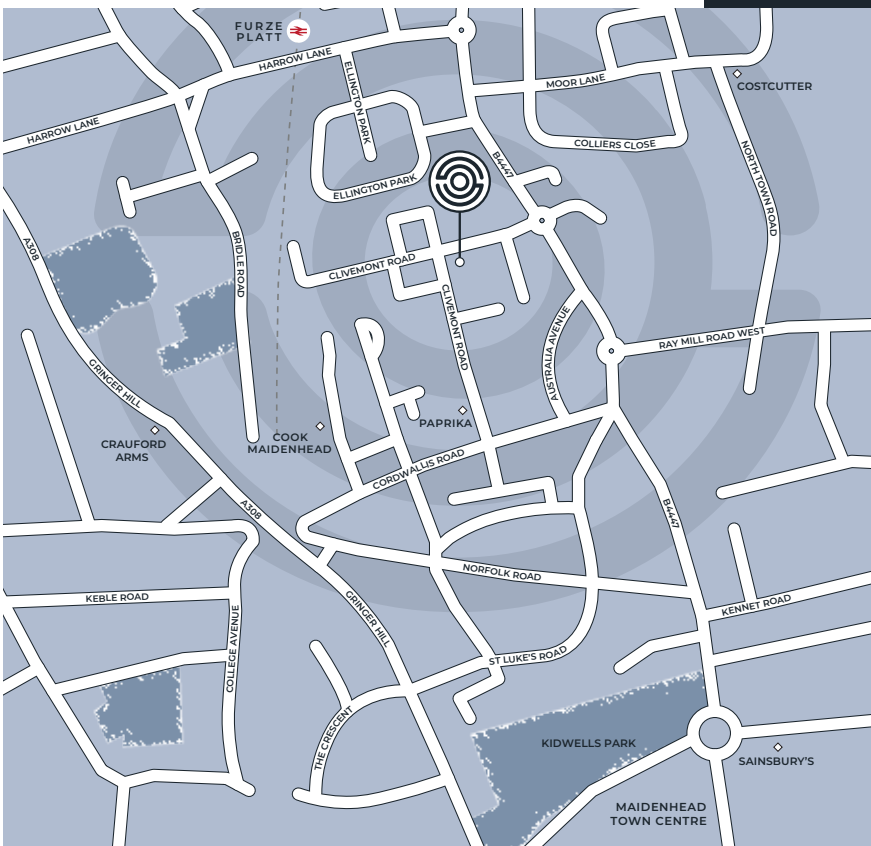 FURZE
PLATT
HARROW LANE
ELLINGTON PARK
MOOR LANE
COSTCUTTER
HARROW LANE
COLLIERS CLOSE
B4447
NORTH TOWN ROAD
ELLINGTON PARK
A308
BRIDLE ROAD
CLIVEMONT ROAD
CLIVEMONT ROAD
AUSTRALIA AVENUE
RAY MILL ROAD WEST
GRINGER HILL
PAPRIKA
CRAUFORD
ARMS
COOK
MAIDENHEAD
CORDWALLIS ROAD
A308
B4447
NORFOLK ROAD
KEBLE ROAD
GRINGER HILL
KENNET ROAD
COLLEGE AVENUE
ST LUKE'S ROAD
THE CRESCENT
KIDWELLS PARK
SAINSBURY'S
MAIDENHEAD
TOWN CENTRE